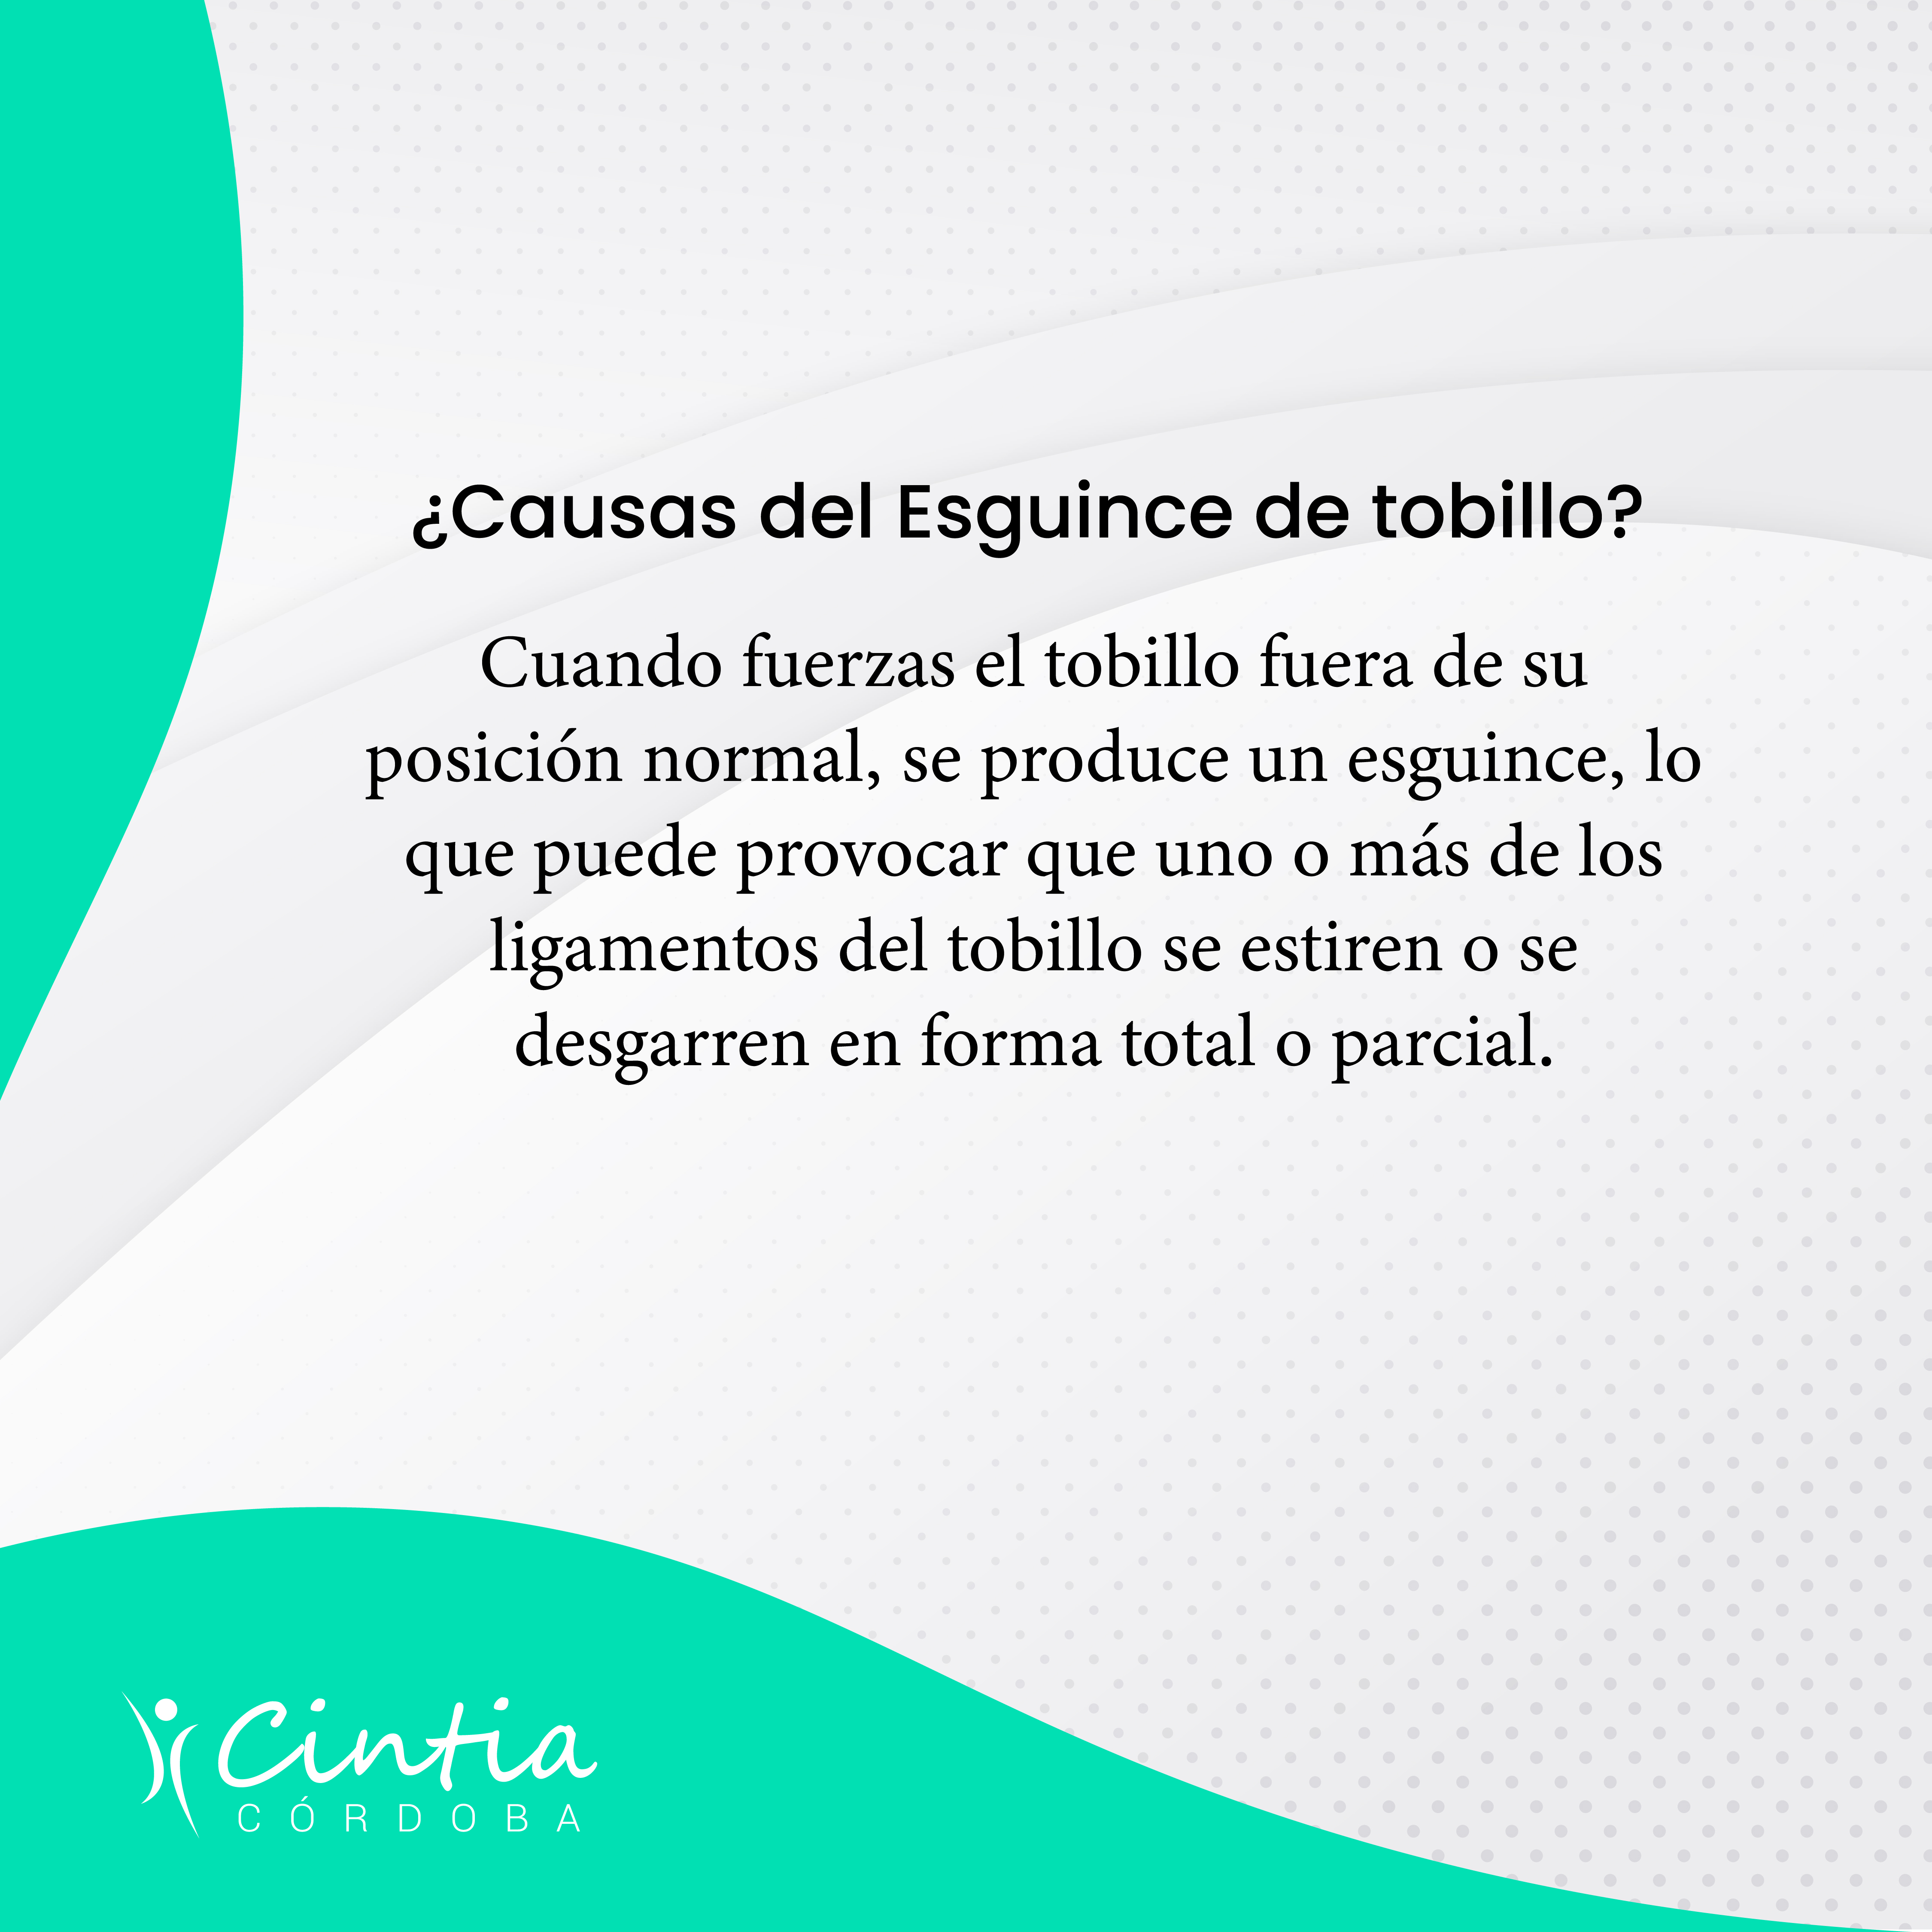 ¿Causas del Esguince de tobillo?
Cuando fuerzas el tobillo fuera de su
posición normal, se produce un esguince, lo
que puede provocar que uno o más de los
ligamentos del tobillo se estiren o se
desgarren en forma total o parcial.
Cintia
CÓRDOBA